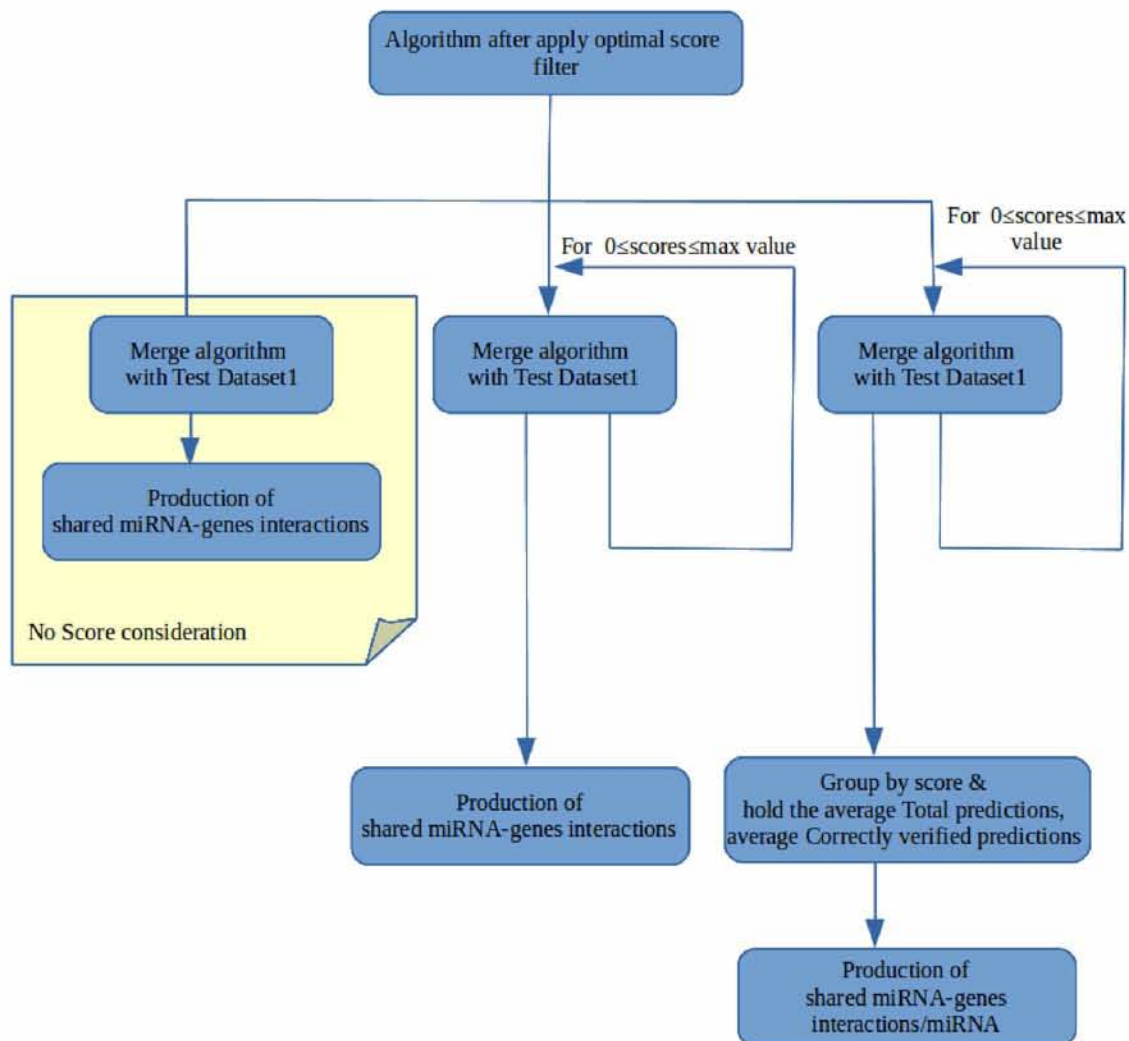 Algorithm after apply optimal score
filter
For 0≤scores≤max
value
For 0≤scores≤max value
Merge algorithm
with Test Dataset1
Merge algorithm
with Test Dataset1
Merge algorithm
with Test Dataset1
Production of
shared miRNA-genes interactions
No Score consideration
Production of
shared miRNA-genes interactions
Group by score &
hold the average Total predictions,
average Correctly verified predictions
Production of
shared miRNA-genes
interactions/miRNA